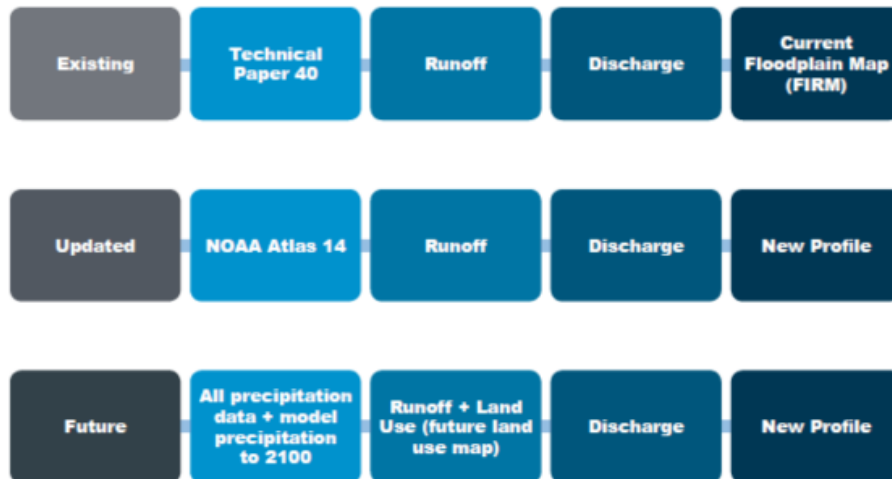 Existing
Technical
Paper 40
Runoff
Discharge
Current
Floodplain Map
(FIRM)
Updated
NOAA Atlas 14
Runoff
Discharge
New Profile
Future
All precipitation
data + model
precipitation
to 2100
Runoff + Land
Use (future land
use map)
Discharge
New Profile